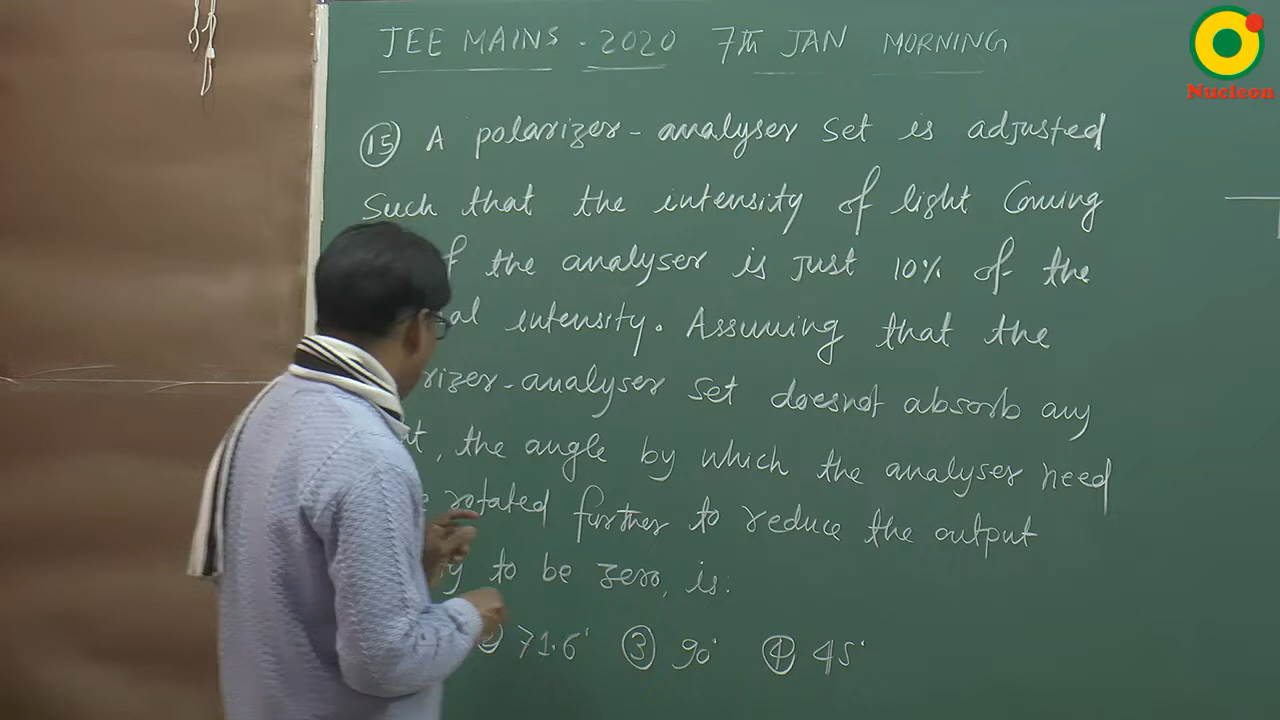 JEE MAINS - 2020 7th JAN MORNING
Nucleon
(15) A polarizer-analyser set is adjusted
Such that the intensity of light Coming
f the analyser is just 10% of the
al intensity. Assuming that the
rizer-analyser set doesnot absorb any
t, the angle by which the analyser need
e rotated further to reduce the output
y to be zero, is:
71.6° (3) 90° (4) 45°